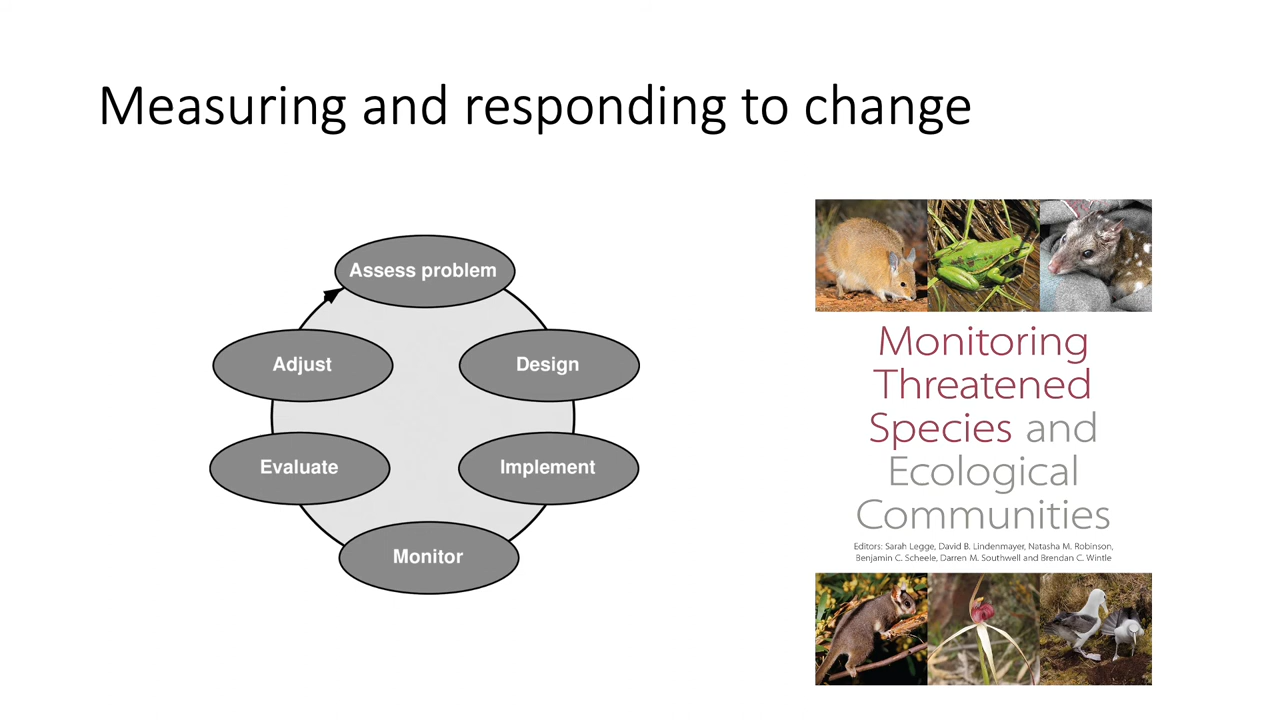 Measuring and responding to change
Assess problem
Design
Implement
Monitor
Evaluate
Adjust
Monitoring
Threatened
Species and
Ecological
Communities
Editors: Sarah Legge, David B. Lindenmayer, Natasha M. Robinson,
Benjamin C. Scheele, Darren M. Southwell and Brendan C. Wintle